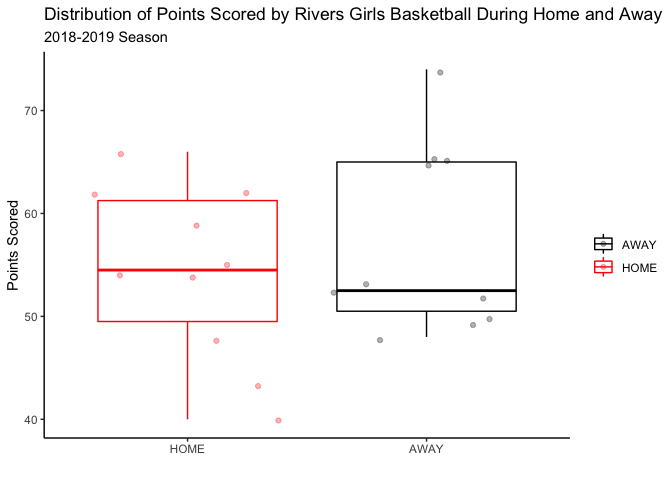 Distribution of Points Scored by Rivers Girls Basketball During Home and Away
2018-2019 Season
Points Scored
70
60
50
40
HOME
AWAY
AWAY
HOME